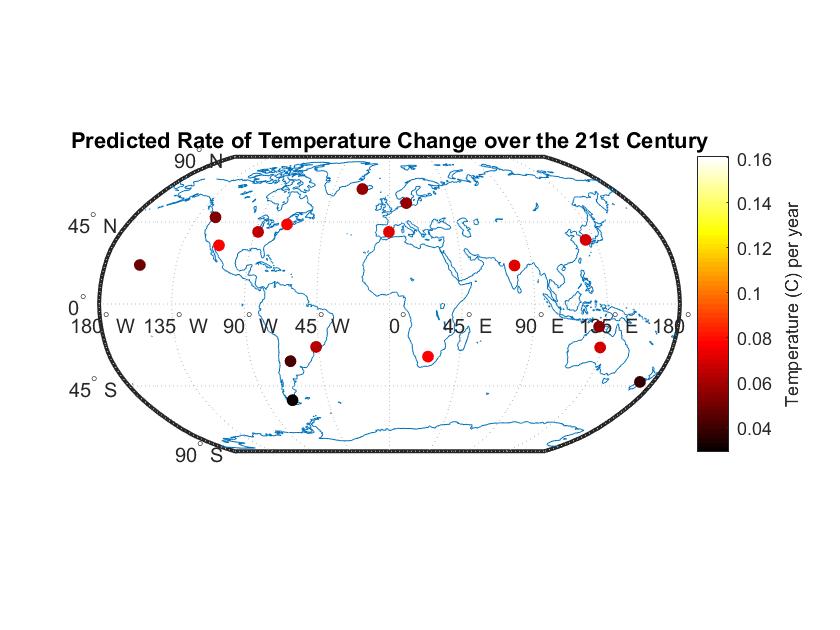 Predicted Rate of Temperature Change over the 21st Century
90° N
45° N
0°
180° W 135° W 90° W 45° W 0° 45° E 90° E 135° E 180°
45° S
90° S
0.16
0.14
0.12
0.1
0.08
0.06
0.04
Temperature (C) per year